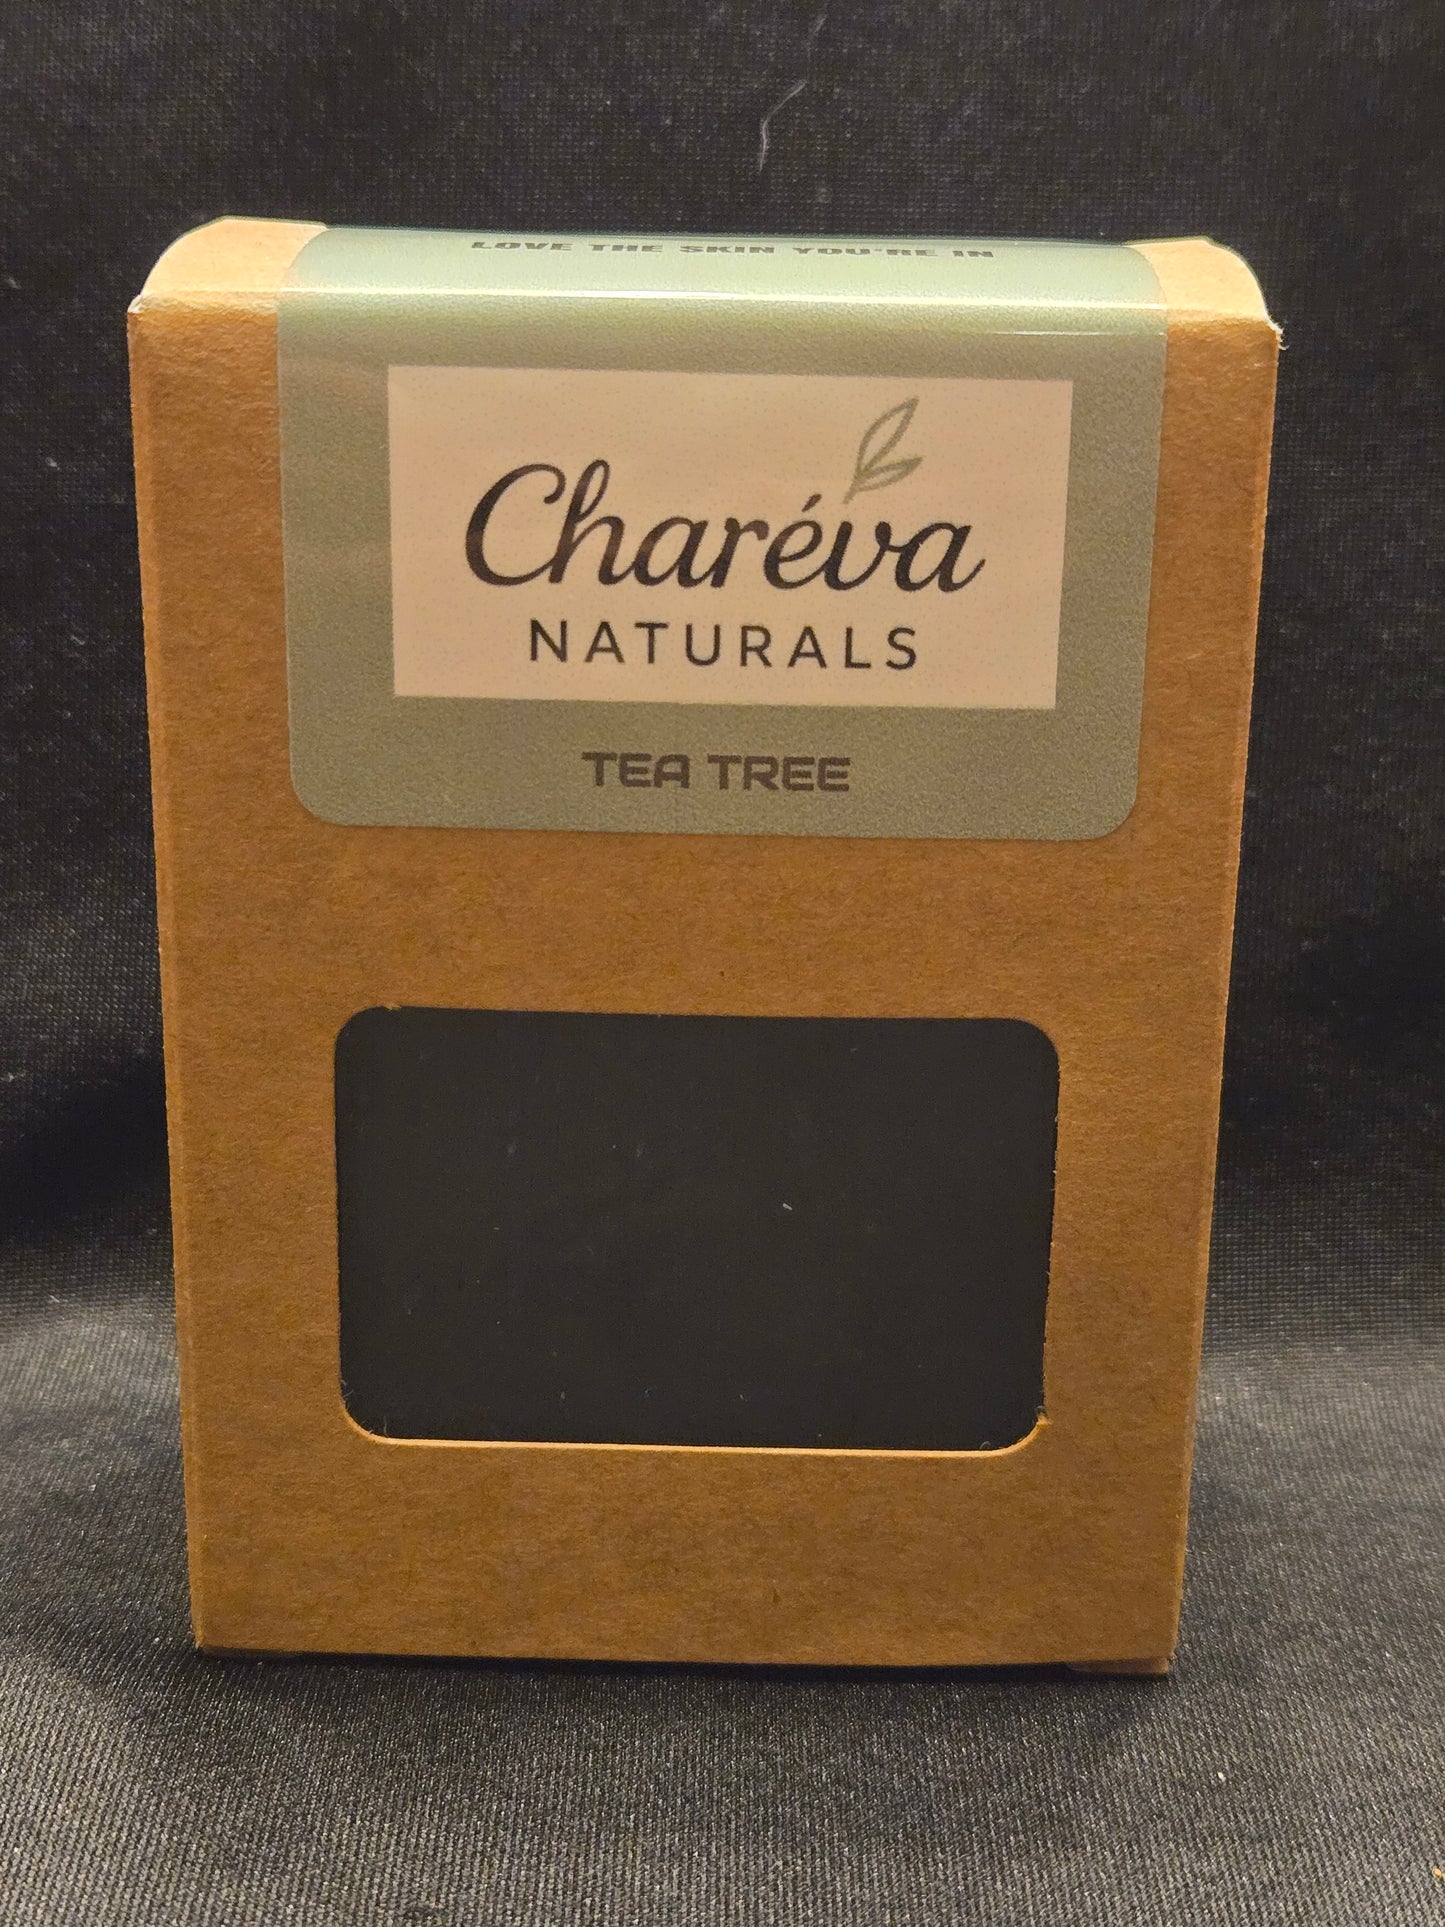 LOVE THE SKIN YOU'RE IN
Charéva
NATURALS
TEA TREE